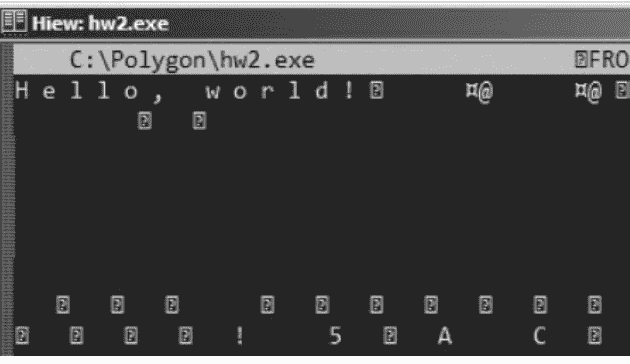 Hiew: hw2.exe
C:\Polygon\hw2.exe ⍰FRO
H e l l o ,   w o r l d ! ⍰ ¤@ ¤@ ⍰
⍰ ⍰
⍰ ⍰ ⍰ ⍰ ⍰ ⍰ ⍰ ⍰ ⍰ ⍰
⍰ ⍰ ⍰ ⍰ ! 5 ⍰ A C ⍰